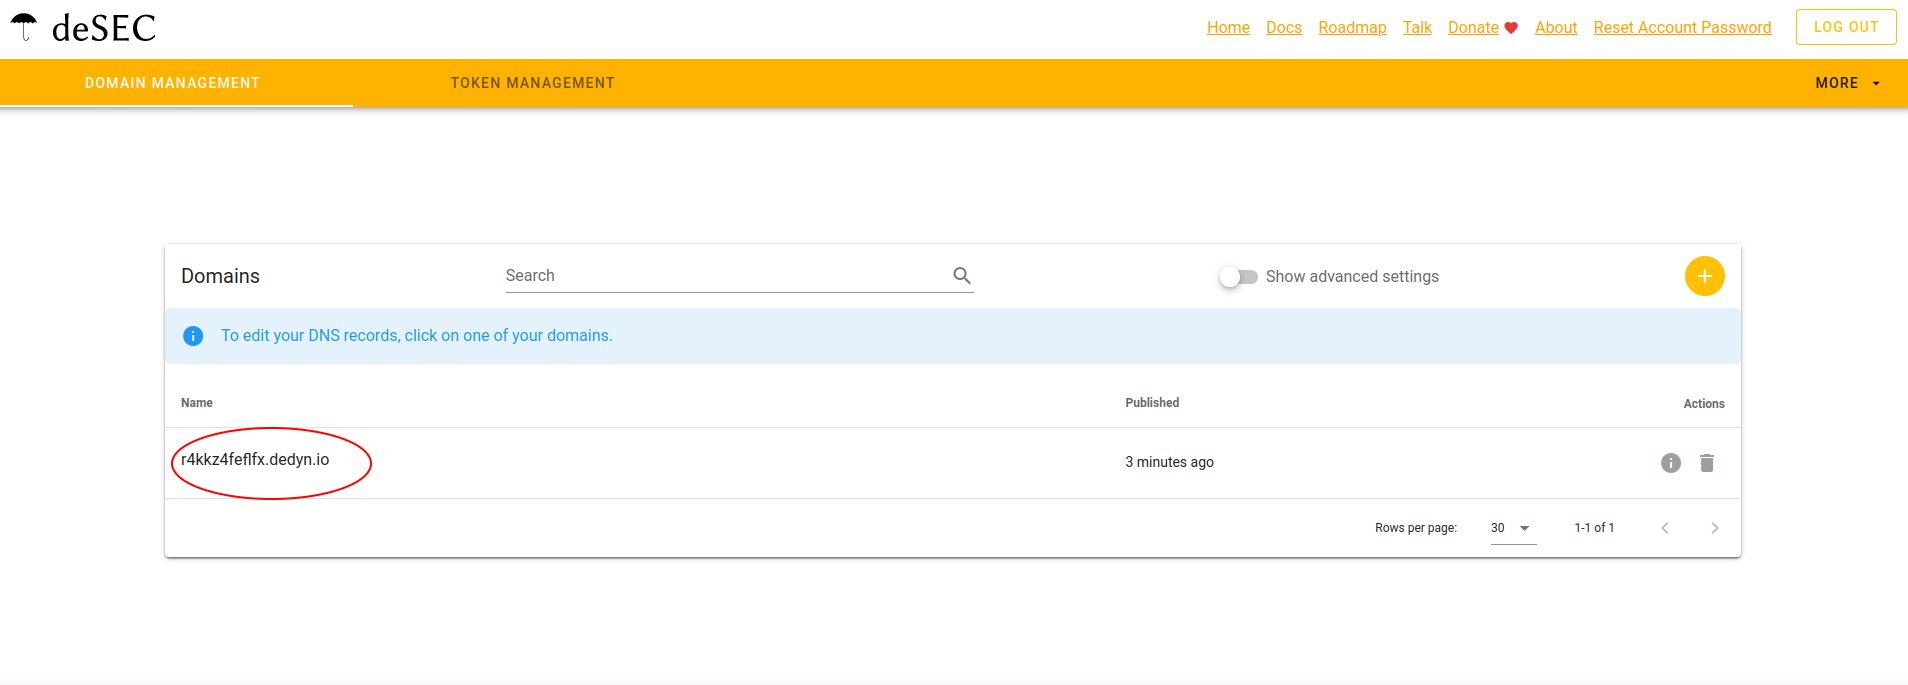 deSEC
Home Docs Roadmap Talk Donate About Reset Account Password LOG OUT
DOMAIN MANAGEMENT TOKEN MANAGEMENT MORE
Domains Search Show advanced settings
To edit your DNS records, click on one of your domains.
Name Published Actions
r4kkz4feflfx.dedyn.io 3 minutes ago
Rows per page: 30 1-1 of 1